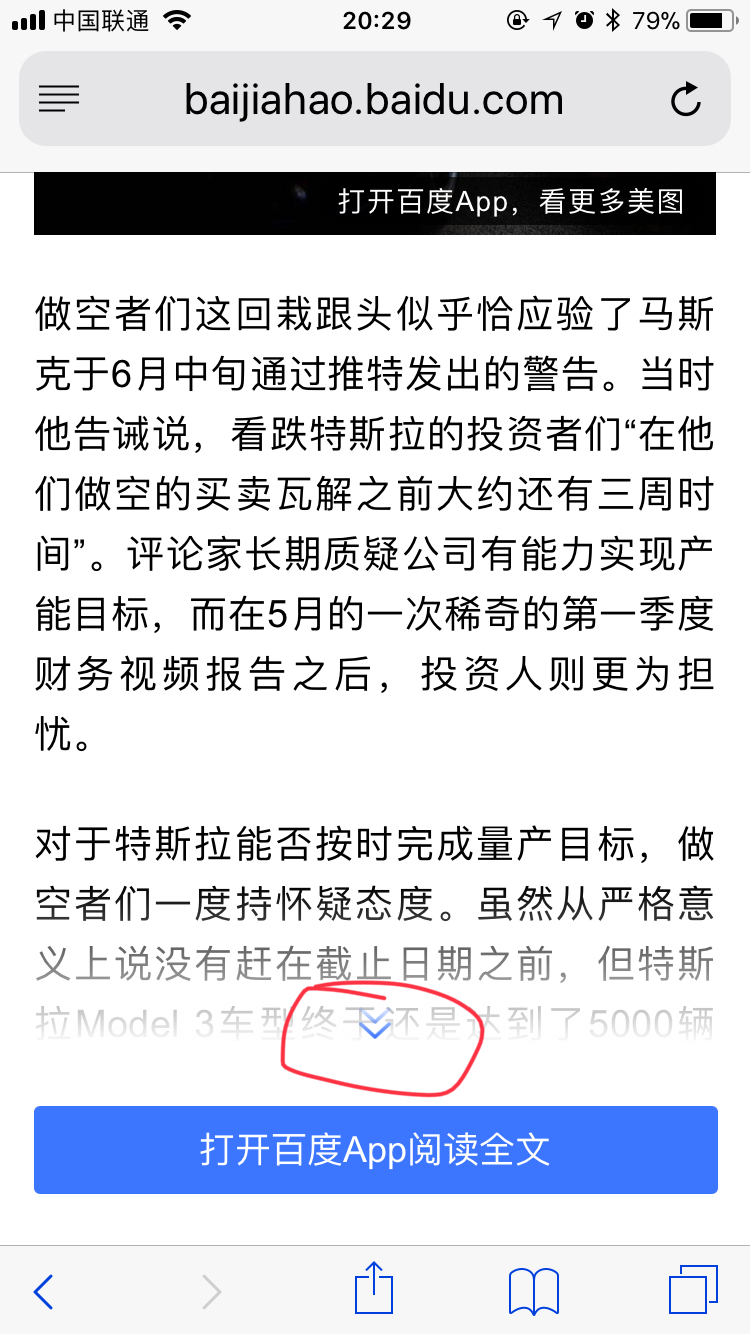 中国联通 20:29 79%
baijiahao.baidu.com
打开百度App，看更多美图
做空者们这回栽跟头似乎恰应验了马斯
克于6月中旬通过推特发出的警告。当时
他告诫说，看跌特斯拉的投资者们“在他
们做空的买卖瓦解之前大约还有三周时
间”。评论家长期质疑公司有能力实现产
能目标，而在5月的一次稀奇的第一季度
财务视频报告之后，投资人则更为担
忧。
对于特斯拉能否按时完成量产目标，做
空者们一度持怀疑态度。虽然从严格意
义上说没有赶在截止日期之前，但特斯
拉Model 3车型终于还是达到了5000辆
打开百度App阅读全文